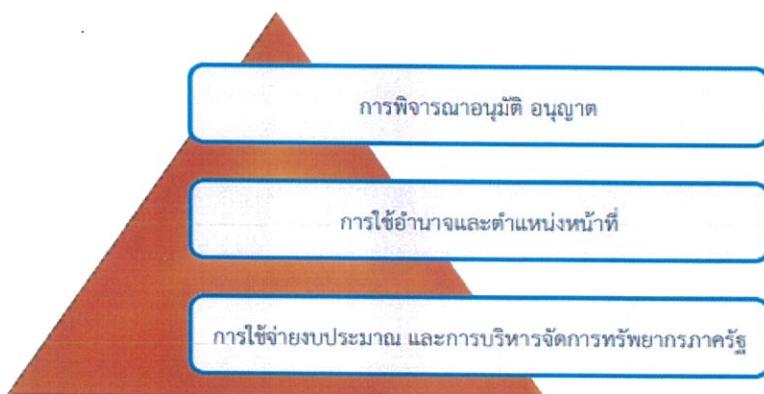 การพิจารณาอนุมัติ อนุญาต
การใช้อำนาจและตำแหน่งหน้าที่
การใช้จ่ายงบประมาณ และการบริหารจัดการทรัพยากรภาครัฐ